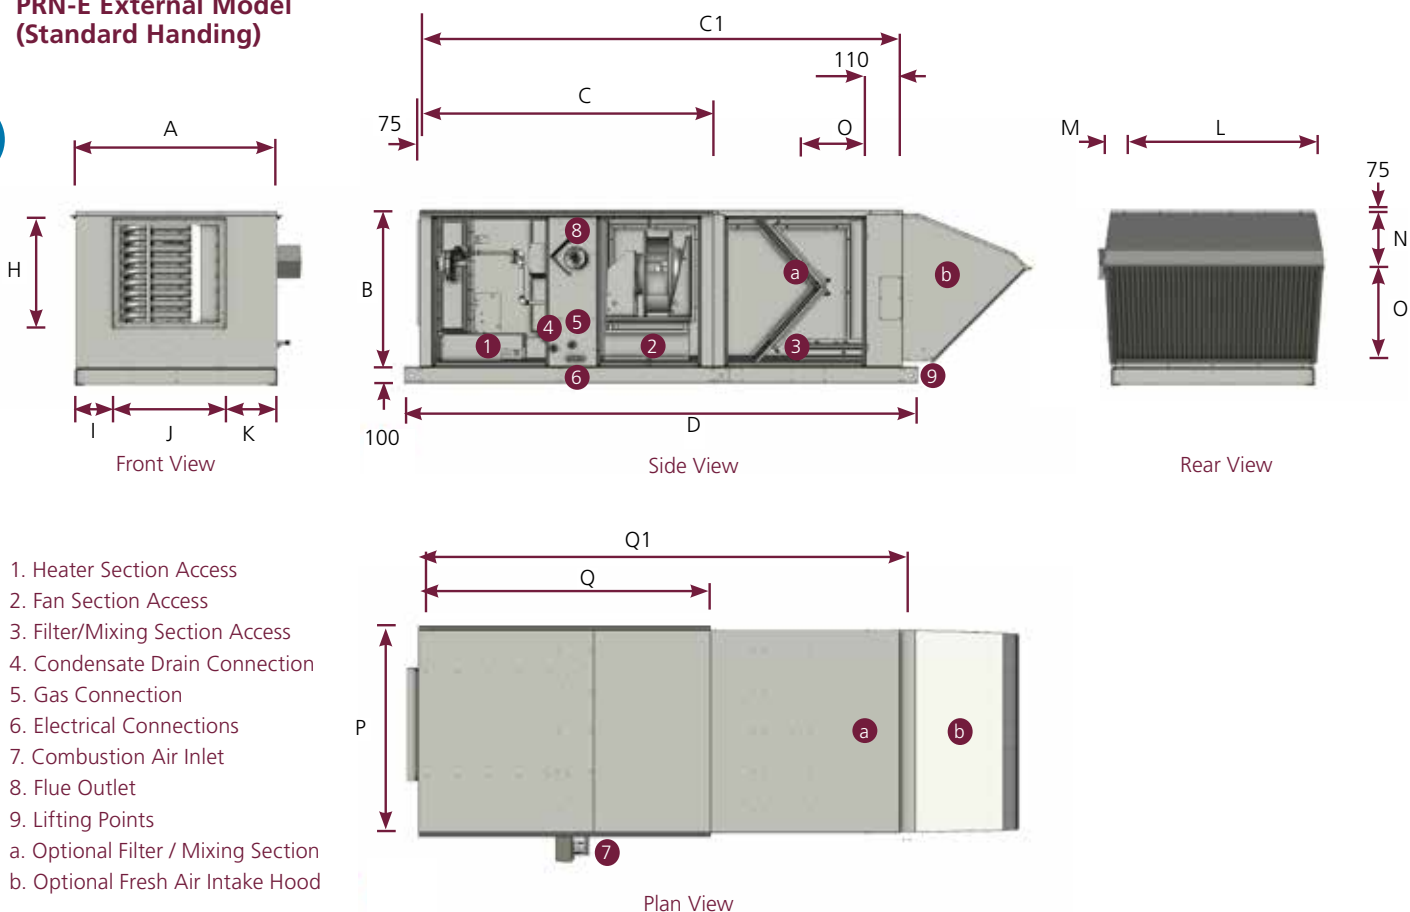 PRN-E External Model
(Standard Handing)
C1
110
C
75
O
A
M
L
75
H
B
N
O
8
a
b
5
4
1
2
3
6
9
I
J
K
100
D
Front View
Side View
Rear View
Q1
Q
P
a
b
7
Plan View
1. Heater Section Access
2. Fan Section Access
3. Filter/Mixing Section Access
4. Condensate Drain Connection
5. Gas Connection
6. Electrical Connections
7. Combustion Air Inlet
8. Flue Outlet
9. Lifting Points
a. Optional Filter / Mixing Section
b. Optional Fresh Air Intake Hood